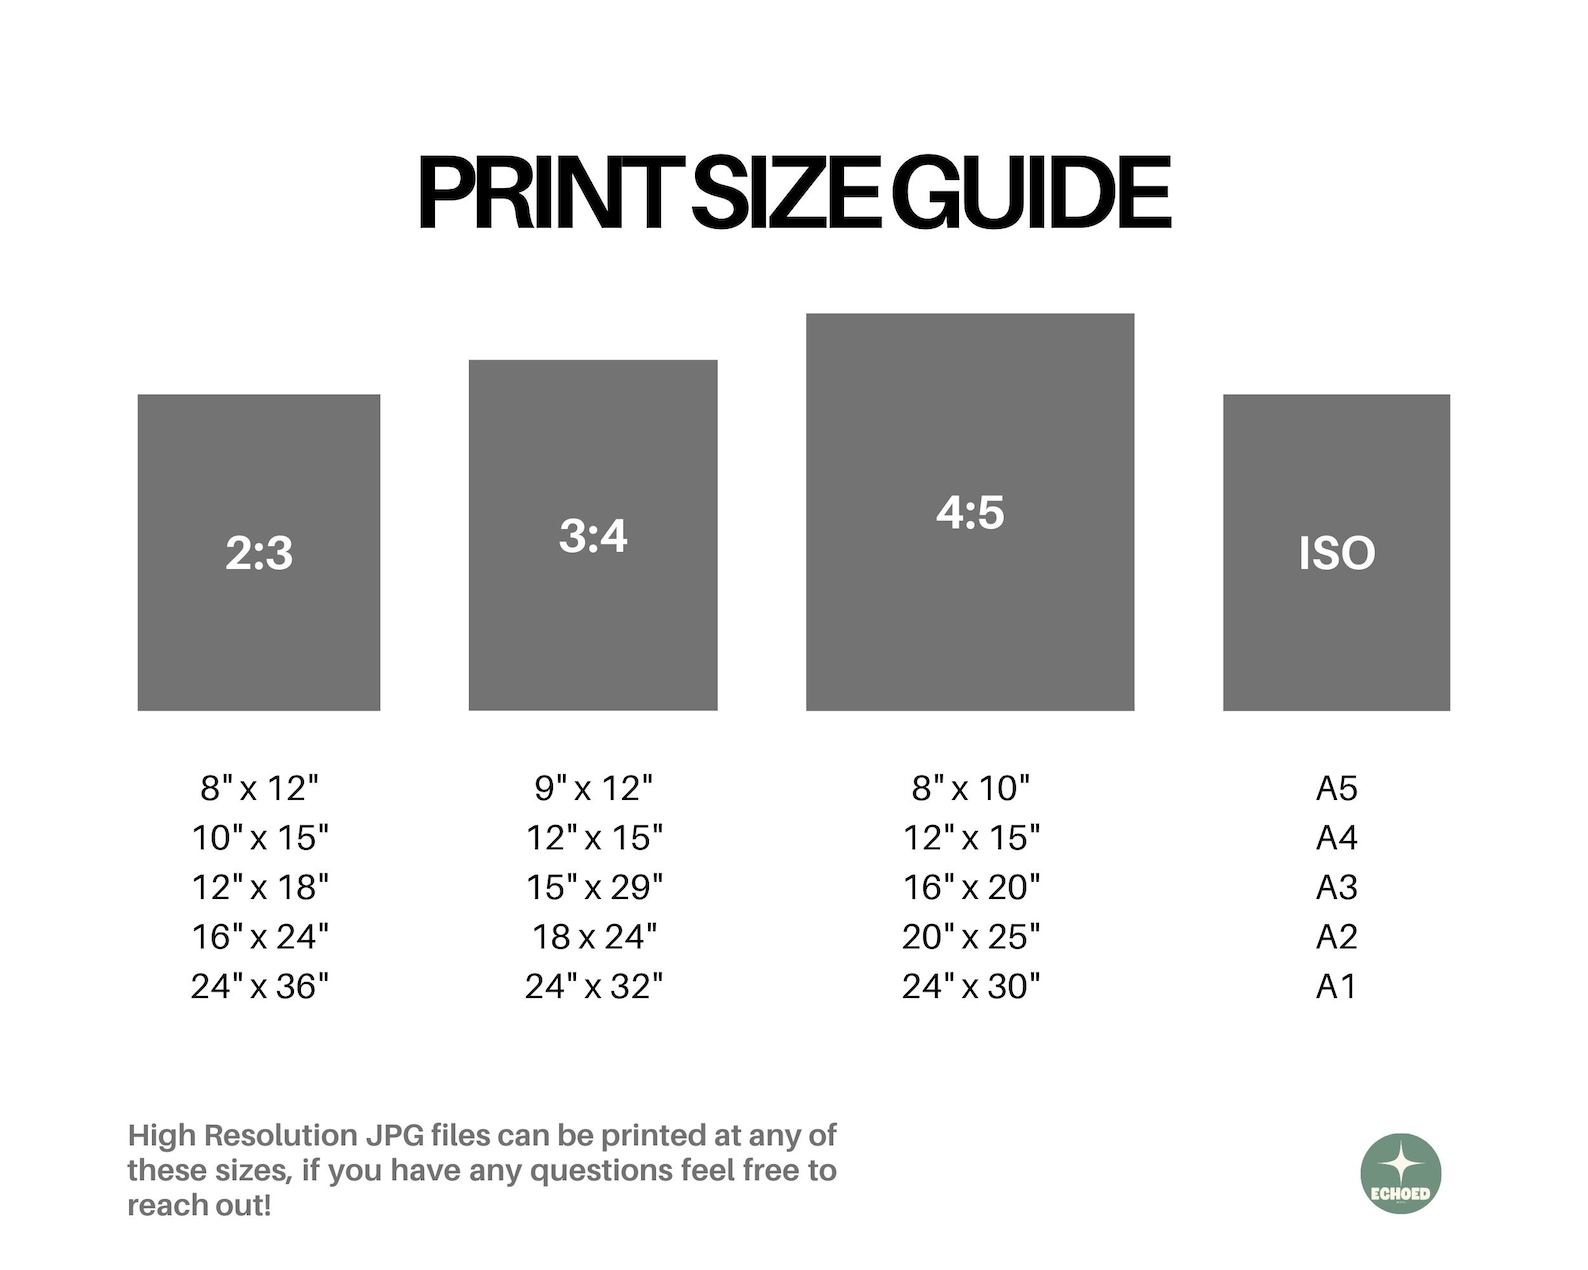 PRINT SIZE GUIDE
2:3
3:4
4:5
ISO
8" x 12"
10" x 15"
12" x 18"
16" x 24"
24" x 36"
9" x 12"
12" x 15"
15" x 29"
18 x 24"
24" x 32"
8" x 10"
12" x 15"
16" x 20"
20" x 25"
24" x 30"
A5
A4
A3
A2
A1
High Resolution JPG files can be printed at any of
these sizes, if you have any questions feel free to
reach out!
ECHOED